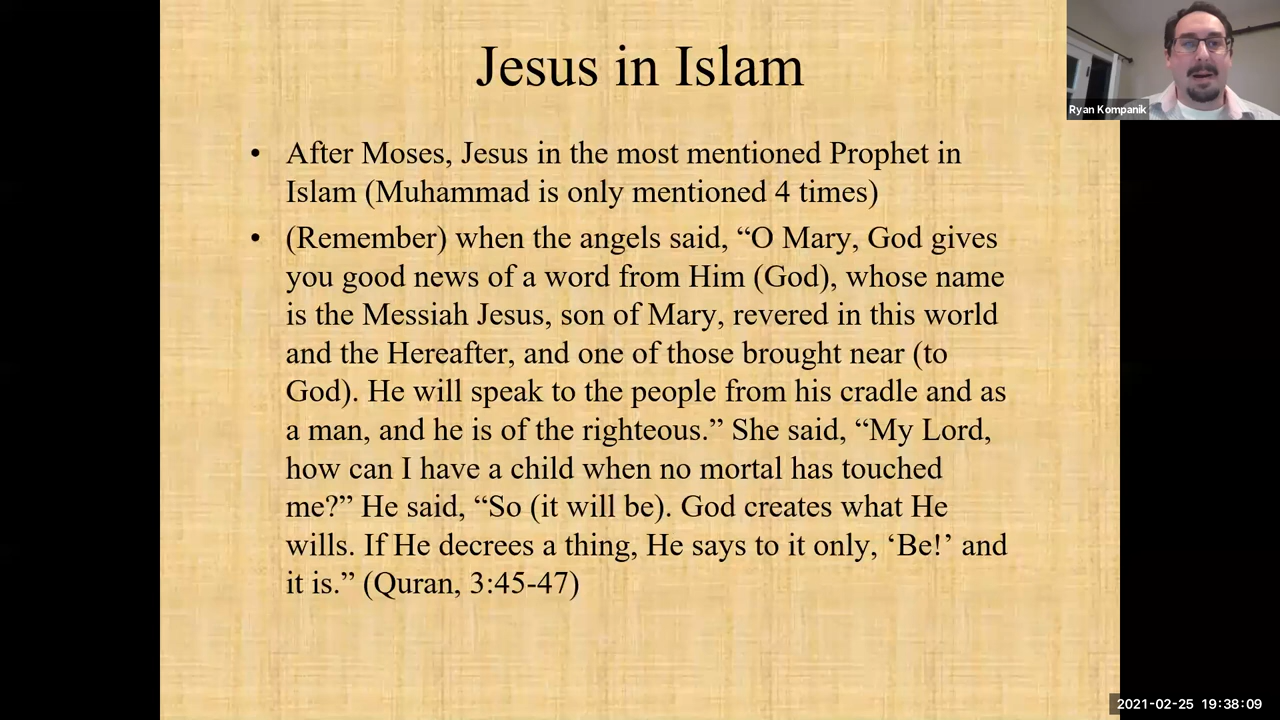 Jesus in Islam
Ryan Kompanik
• After Moses, Jesus in the most mentioned Prophet in
Islam (Muhammad is only mentioned 4 times)
• (Remember) when the angels said, “O Mary, God gives
you good news of a word from Him (God), whose name
is the Messiah Jesus, son of Mary, revered in this world
and the Hereafter, and one of those brought near (to
God). He will speak to the people from his cradle and as
a man, and he is of the righteous.” She said, “My Lord,
how can I have a child when no mortal has touched
me?” He said, “So (it will be). God creates what He
wills. If He decrees a thing, He says to it only, ‘Be!’ and
it is.” (Quran, 3:45-47)
2021-02-25 19:38:09